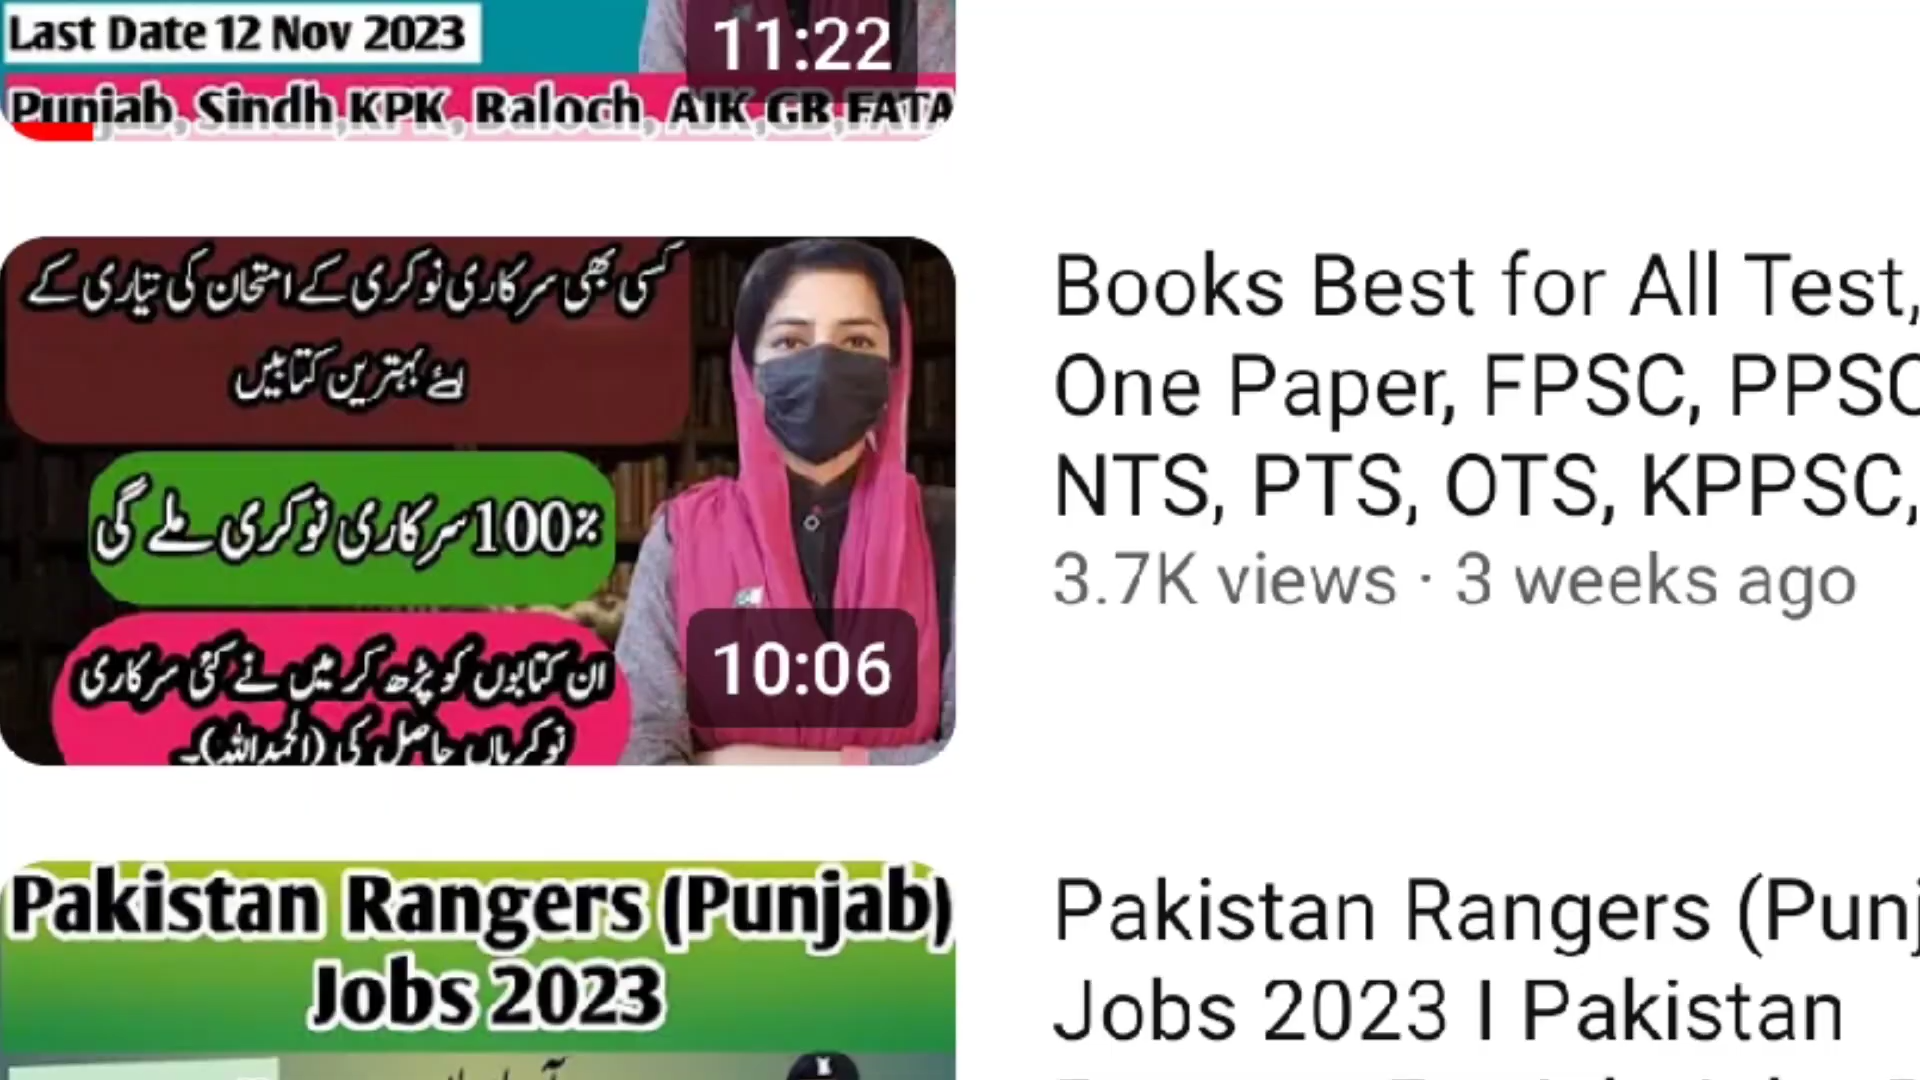 Last Date 12 Nov 2023
11:22
Punjab, Sindh,KPK, Baloch, AJK,GB,FATA
کسی بھی سرکاری نوکری کے امتحان کی تیاری کے
لئے بہترین کتابیں
100% سرکاری نوکری ملے گی
ان کتابوں کو پڑھ کر میں نے کئی سرکاری
نوکریاں حاصل کی (الحمداللہ)۔
10:06
Books Best for All Test,
One Paper, FPSC, PPSC
NTS, PTS, OTS, KPPSC,
3.7K views · 3 weeks ago
Pakistan Rangers (Punjab)
Jobs 2023
Pakistan Rangers (Punj
Jobs 2023 I Pakistan